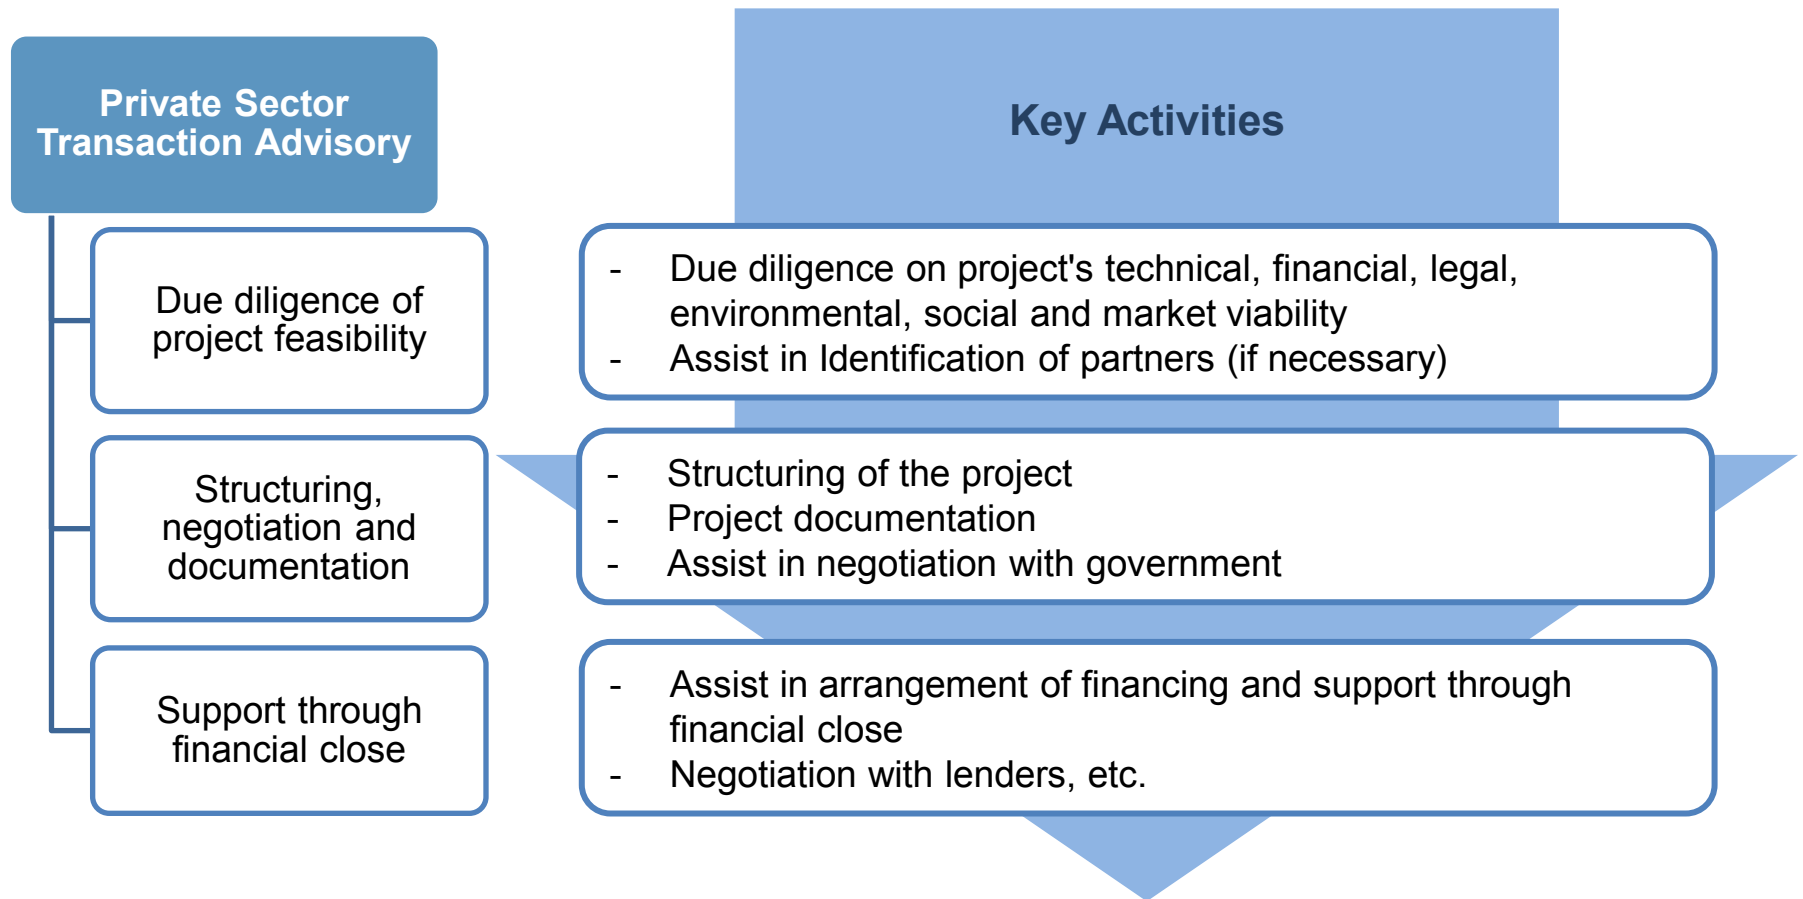 Private Sector
Transaction Advisory
Key Activities
Due diligence of
project feasibility
- Due diligence on project's technical, financial, legal,
environmental, social and market viability
- Assist in Identification of partners (if necessary)
Structuring,
negotiation and
documentation
- Structuring of the project
- Project documentation
- Assist in negotiation with government
Support through
financial close
- Assist in arrangement of financing and support through
financial close
- Negotiation with lenders, etc.